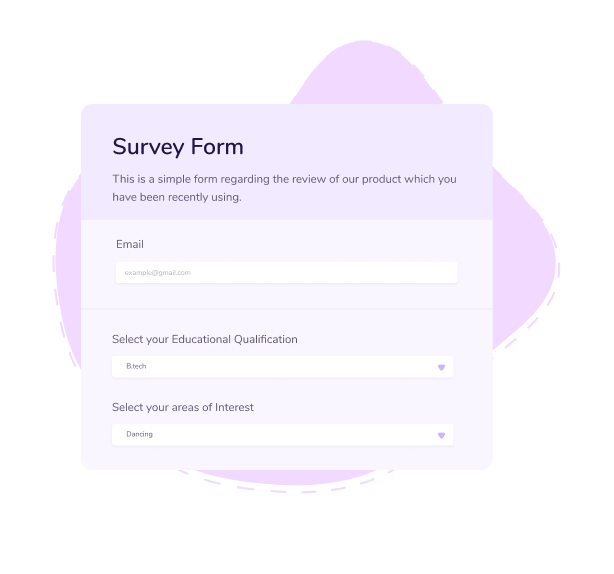 Survey Form
This is a simple form regarding the review of our product which you
have been recently using.
Email
example@gmail.com
Select your Educational Qualification
B.tech
Select your areas of Interest
Dancing